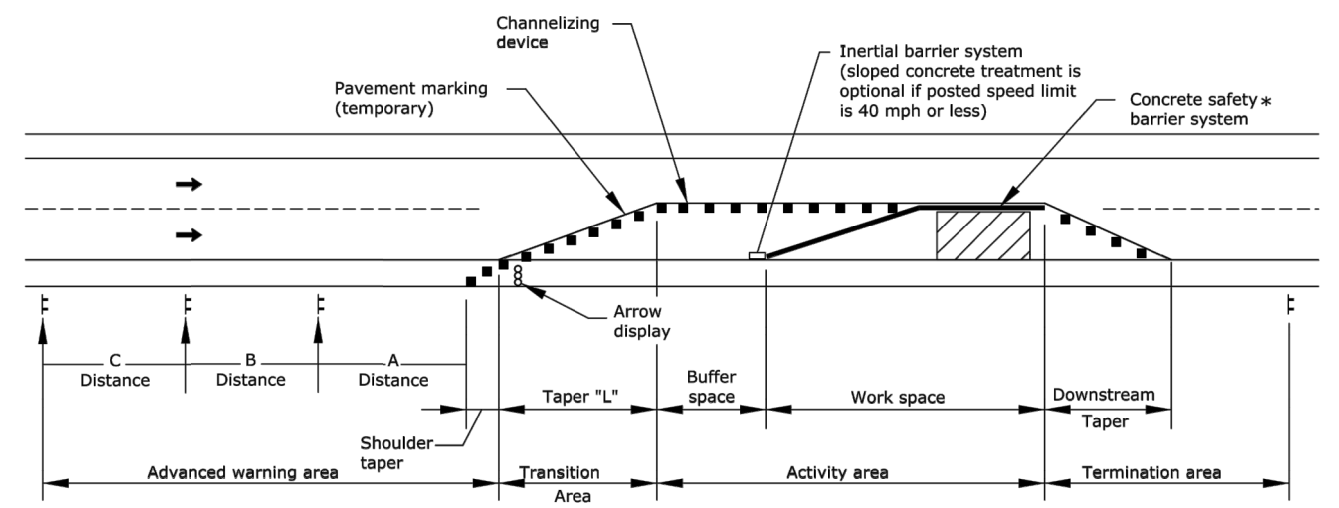 Channelizing
device
Inertial barrier system
(sloped concrete treatment is
optional if posted speed limit
is 40 mph or less)
Pavement marking
(temporary)
Concrete safety*
barrier system
Arrow
display
C
Distance
B
Distance
A
Distance
Buffer
space
Taper "L"
Work space
Downstream
Taper
Shoulder
taper
Advanced warning area
Transition
Area
Activity area
Termination area